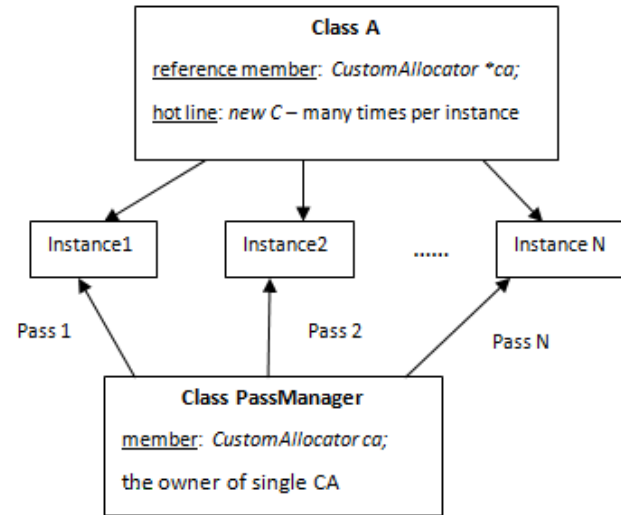 Class A
reference member: CustomAllocator *ca;
hot line: new C – many times per instance
Instance1
Instance2
......
Instance N
Pass 1
Pass 2
Pass N
Class PassManager
member: CustomAllocator ca;
the owner of single CA